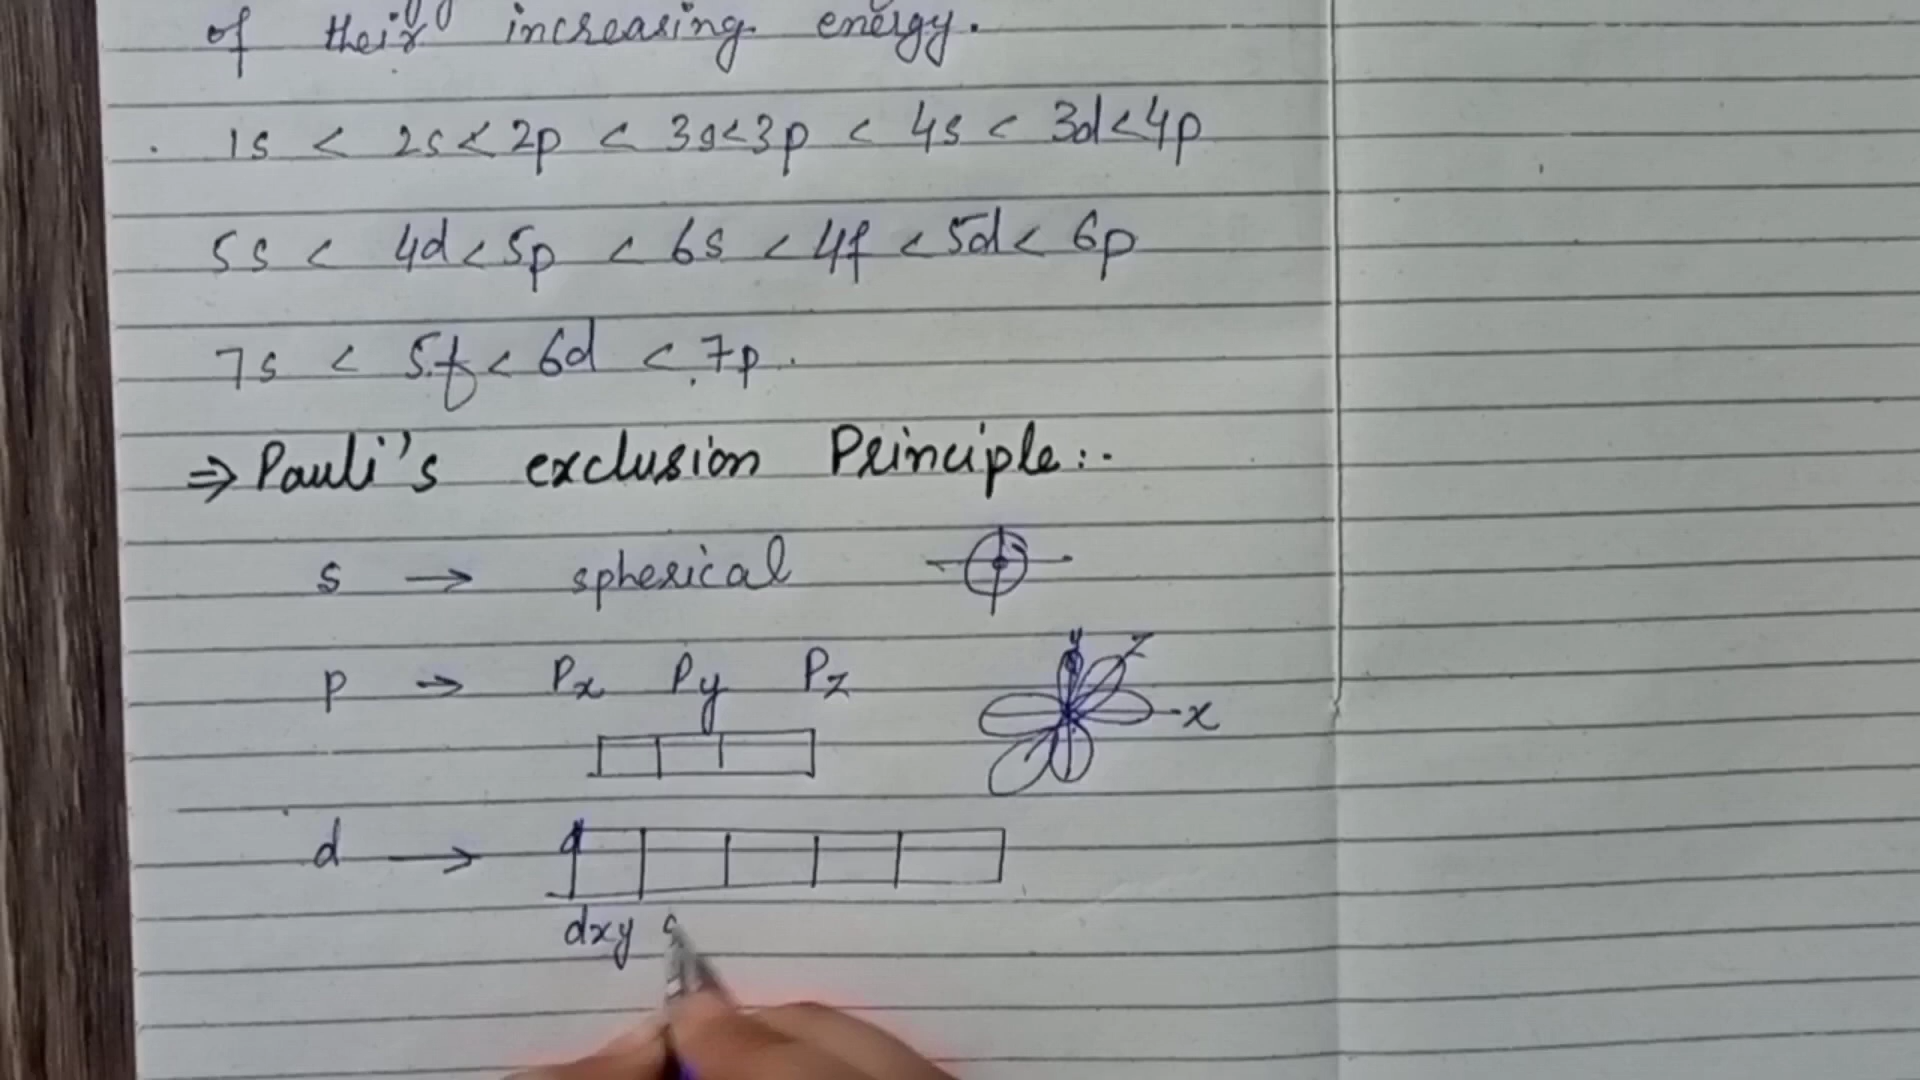 of their increasing energy.
1s < 2s < 2p < 3s < 3p < 4s < 3d < 4p
5s < 4d < 5p < 6s < 4f < 5d < 6p
7s < 5f < 6d < 7p.
⇒ Pauli's exclusion Principle:-
s → spherical
p → Px Py Pz
y z
x
d →
dxy